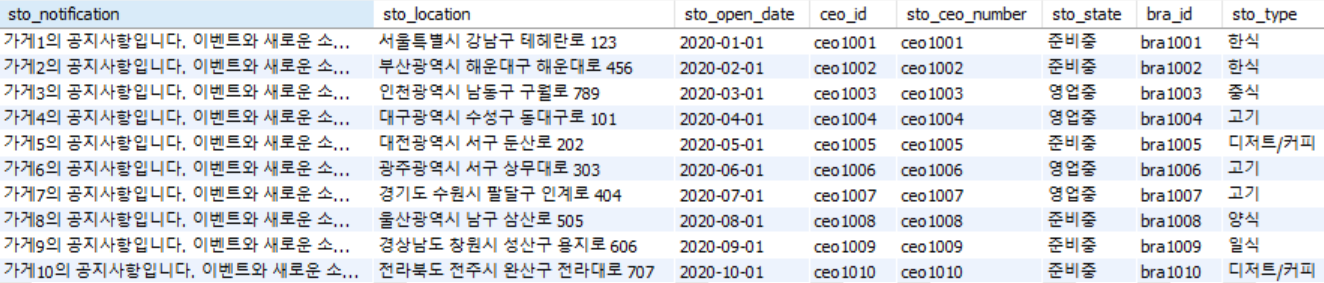 sto_notification sto_location sto_open_date ceo_id sto_ceo_number sto_state bra_id sto_type
가게1의 공지사항입니다. 이벤트와 새로운 소... 서울특별시 강남구 테헤란로 123 2020-01-01 ceo1001 ceo1001 준비중 bra1001 한식
가게2의 공지사항입니다. 이벤트와 새로운 소... 부산광역시 해운대구 해운대로 456 2020-02-01 ceo1002 ceo1002 준비중 bra1002 한식
가게3의 공지사항입니다. 이벤트와 새로운 소... 인천광역시 남동구 구월로 789 2020-03-01 ceo1003 ceo1003 영업중 bra1003 중식
가게4의 공지사항입니다. 이벤트와 새로운 소... 대구광역시 수성구 동대구로 101 2020-04-01 ceo1004 ceo1004 영업중 bra1004 고기
가게5의 공지사항입니다. 이벤트와 새로운 소... 대전광역시 서구 둔산로 202 2020-05-01 ceo1005 ceo1005 준비중 bra1005 디저트/커피
가게6의 공지사항입니다. 이벤트와 새로운 소... 광주광역시 서구 상무대로 303 2020-06-01 ceo1006 ceo1006 영업중 bra1006 고기
가게7의 공지사항입니다. 이벤트와 새로운 소... 경기도 수원시 팔달구 인계로 404 2020-07-01 ceo1007 ceo1007 영업중 bra1007 고기
가게8의 공지사항입니다. 이벤트와 새로운 소... 울산광역시 남구 삼산로 505 2020-08-01 ceo1008 ceo1008 준비중 bra1008 양식
가게9의 공지사항입니다. 이벤트와 새로운 소... 경상남도 창원시 성산구 용지로 606 2020-09-01 ceo1009 ceo1009 준비중 bra1009 일식
가게10의 공지사항입니다. 이벤트와 새로운 소... 전라북도 전주시 완산구 전라대로 707 2020-10-01 ceo1010 ceo1010 준비중 bra1010 디저트/커피